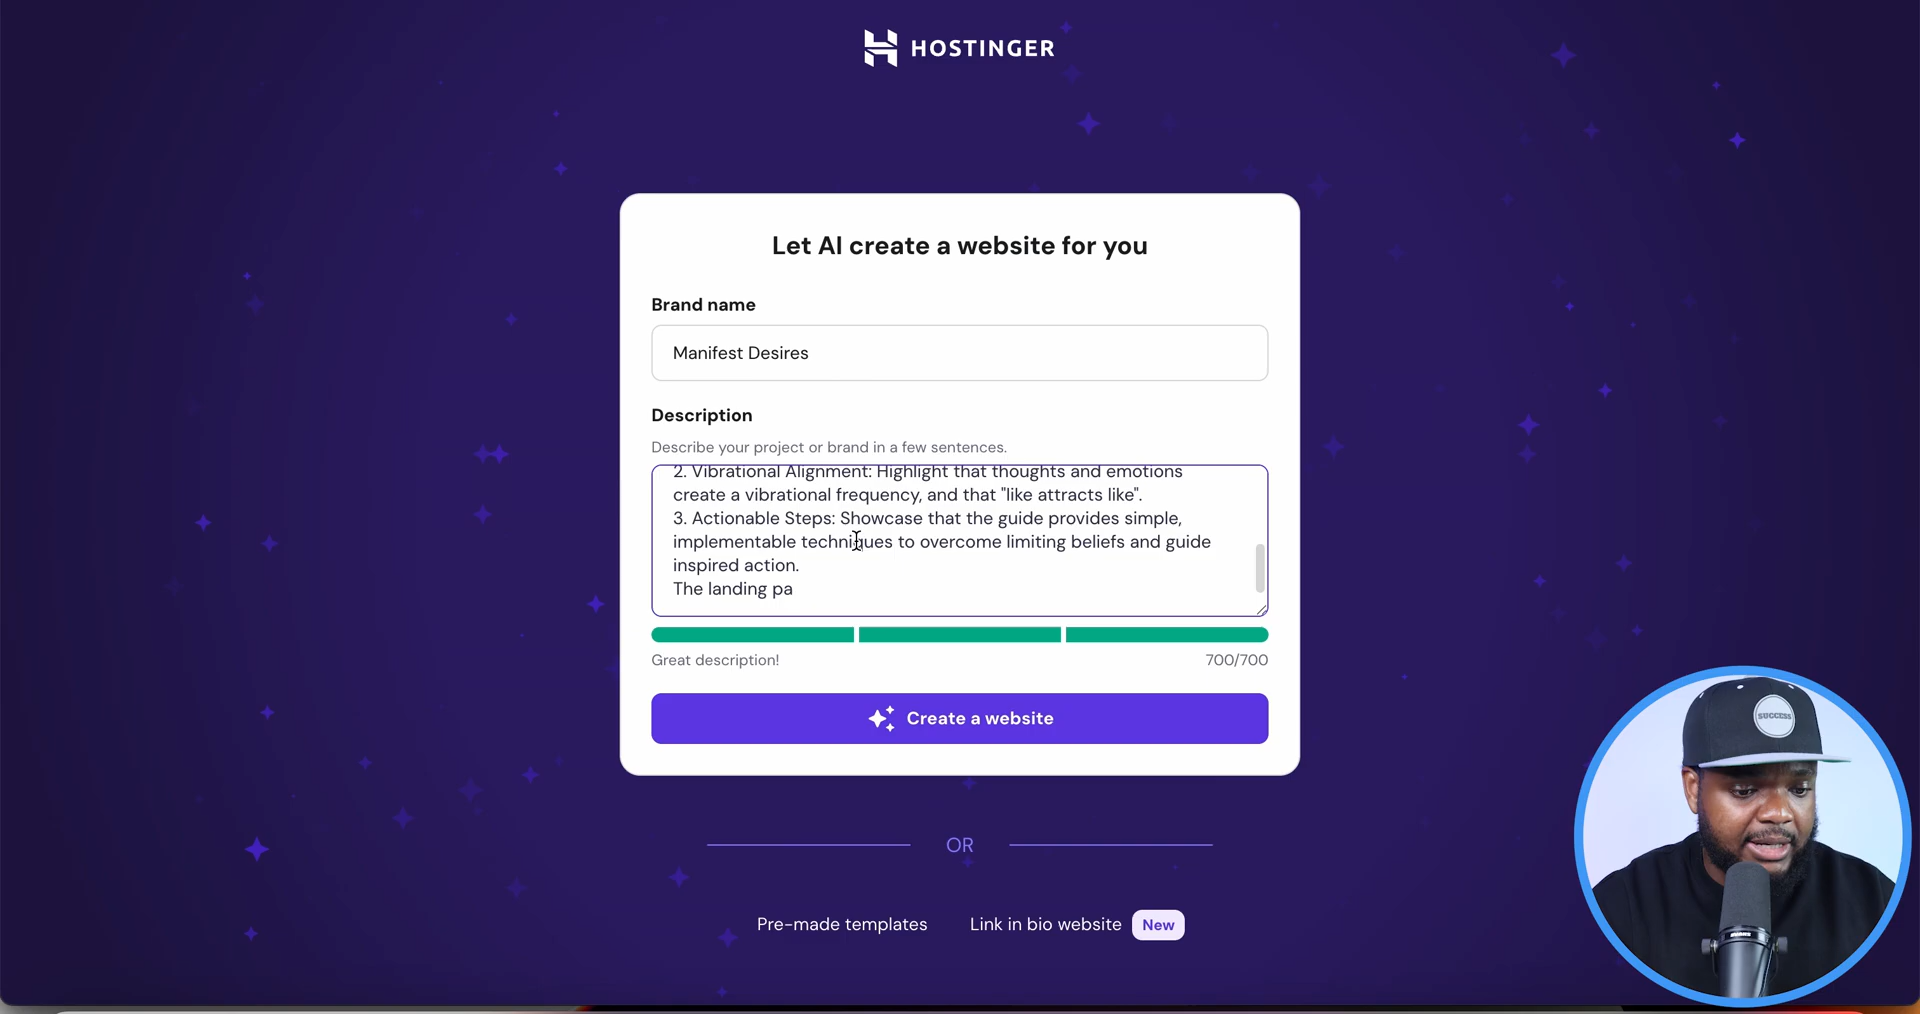 HOSTINGER
Let AI create a website for you
Brand name
Manifest Desires
Description
Describe your project or brand in a few sentences.
2. Vibrational Alignment: Highlight that thoughts and emotions
create a vibrational frequency, and that "like attracts like".
3. Actionable Steps: Showcase that the guide provides simple,
implementable techniques to overcome limiting beliefs and guide
inspired action.
The landing pa
Great description!
700/700
Create a website
OR
Pre-made templates
Link in bio website
New
SUCCESS